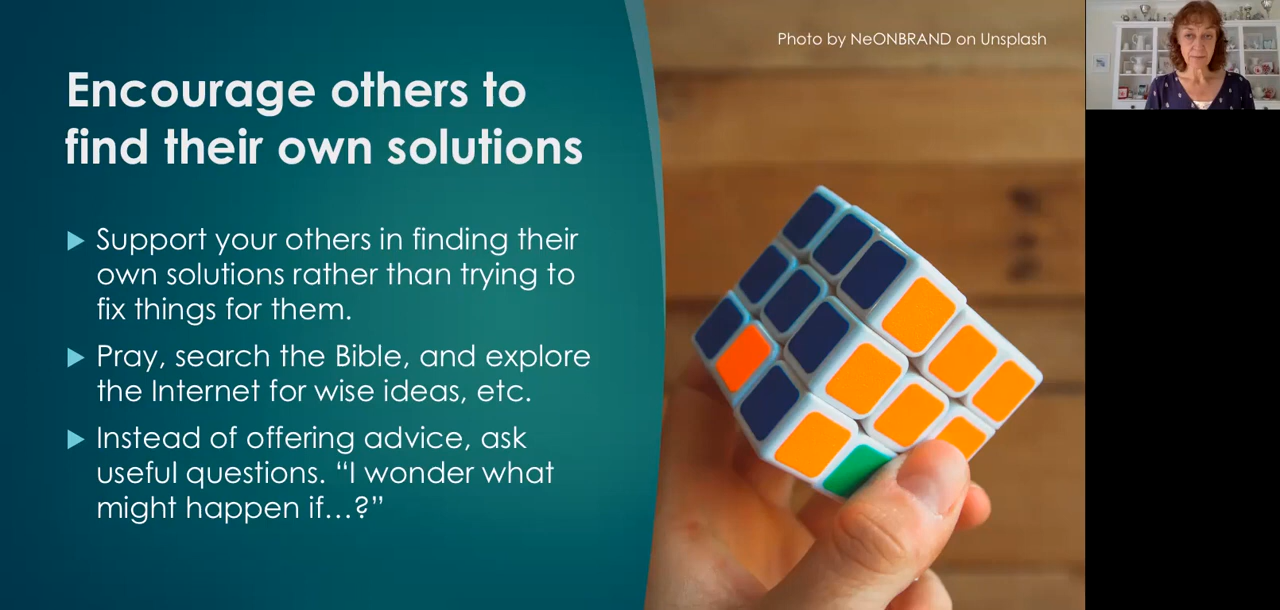 Photo by NeONBRAND on Unsplash
Encourage others to
find their own solutions
Support your others in finding their
own solutions rather than trying to
fix things for them.
Pray, search the Bible, and explore
the Internet for wise ideas, etc.
Instead of offering advice, ask
useful questions. “I wonder what
might happen if…?”